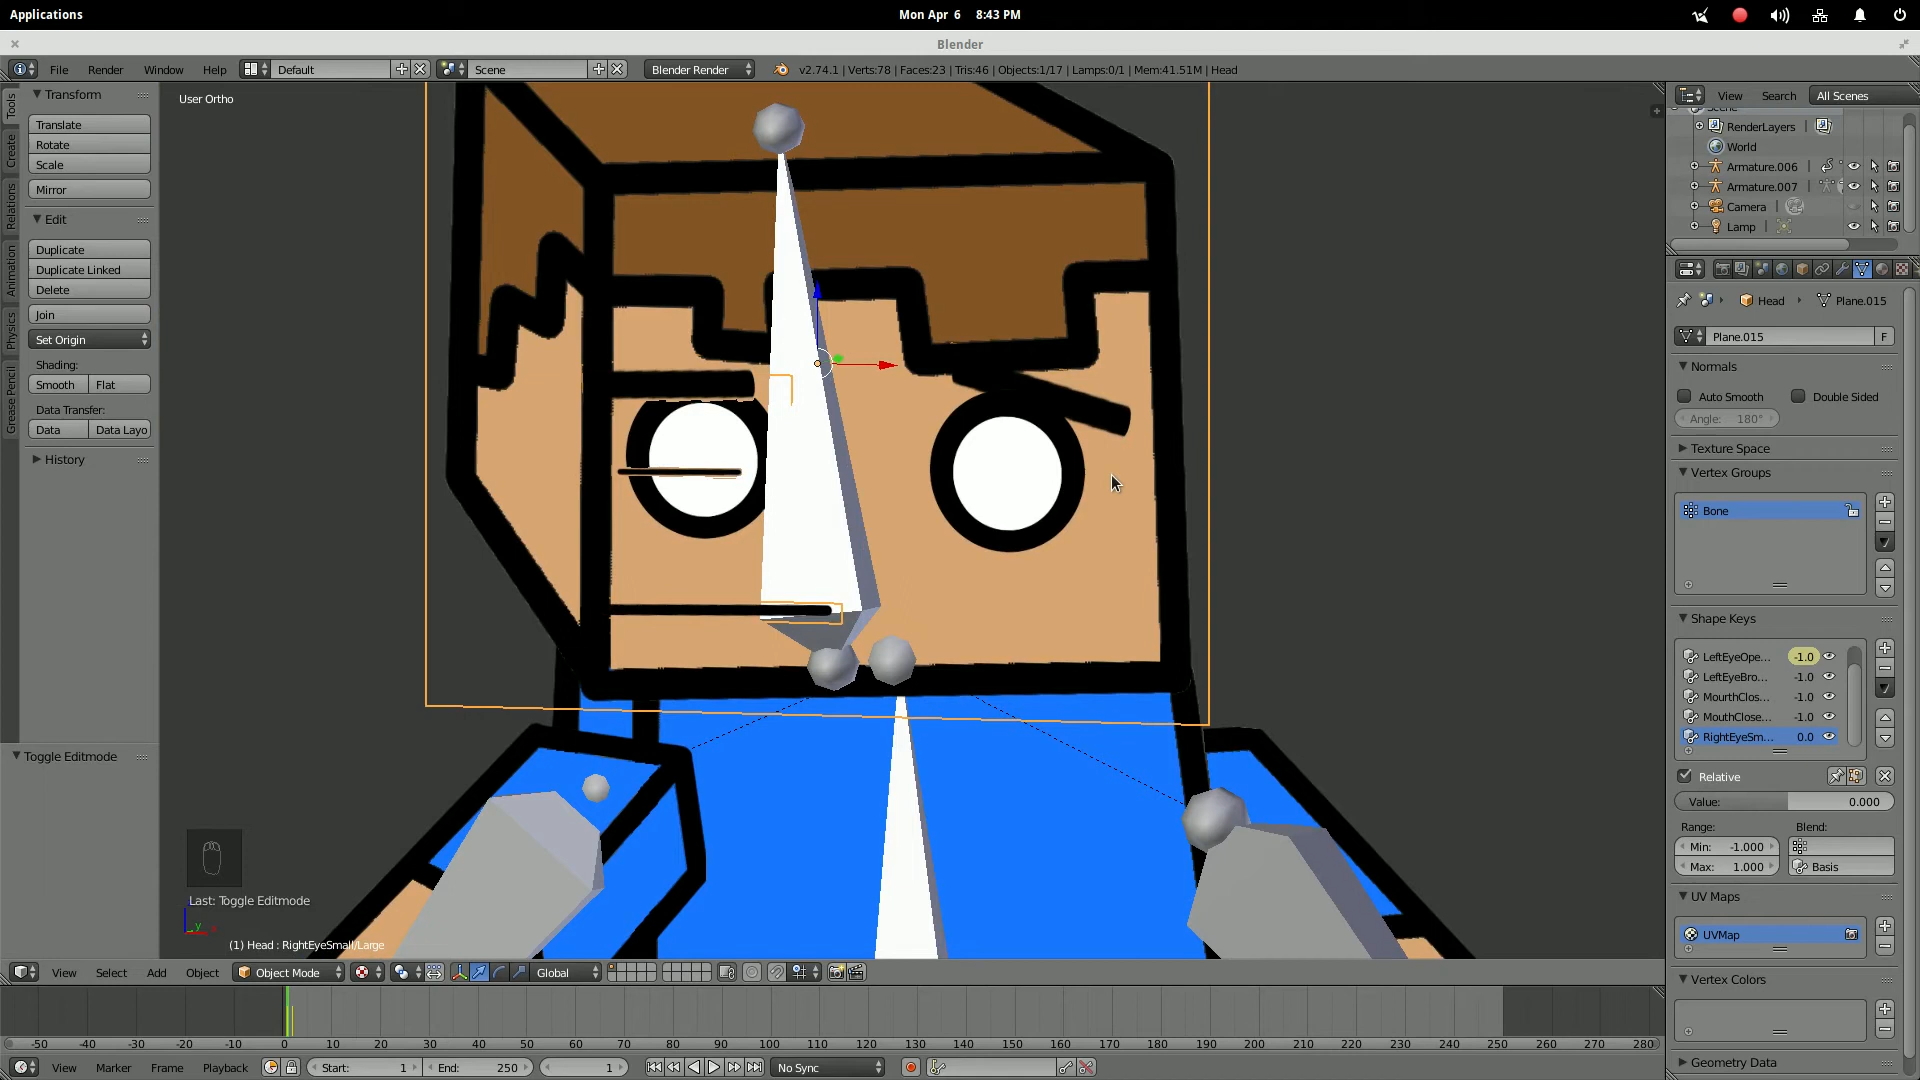 Applications
Mon Apr 6 8:43 PM
Blender
File Render Window Help Default Scene Blender Render v2.74.1 | Verts:78 | Faces:23 | Tris:46 | Objects:1/17 | Lamps:0/1 | Mem:41.51M | Head
Tools
Create
Relations
Animation
Physics
Grease Pencil
Transform
Translate
Rotate
Scale
Mirror
Edit
Duplicate
Duplicate Linked
Delete
Join
Set Origin
Shading:
Smooth Flat
Data Transfer:
Data Data Layo
History
Toggle Editmode
User Ortho
Last: Toggle Editmode
(1) Head : RightEyeSmall/Large
View Search All Scenes
Scene
RenderLayers
World
Armature.006
Armature.007
Camera
Lamp
Head Plane.015
Plane.015 F
Normals
Auto Smooth Double Sided
Angle: 180°
Texture Space
Vertex Groups
Bone
Shape Keys
LeftEyeOpe... -1.0
LeftEyeBro... -1.0
MourthClos... -1.0
MouthClose... -1.0
RightEyeSm... 0.0
Relative
Value: 0.000
Range: Blend:
Min: -1.000
Max: 1.000 Basis
UV Maps
UVMap
Vertex Colors
Geometry Data
View Select Add Object Object Mode Global
-50 -40 -30 -20 -10 0 10 20 30 40 50 60 70 80 90 100 110 120 130 140 150 160 170 180 190 200 210 220 230 240 250 260 270 280
View Marker Frame Playback Start: 1 End: 250 1 No Sync